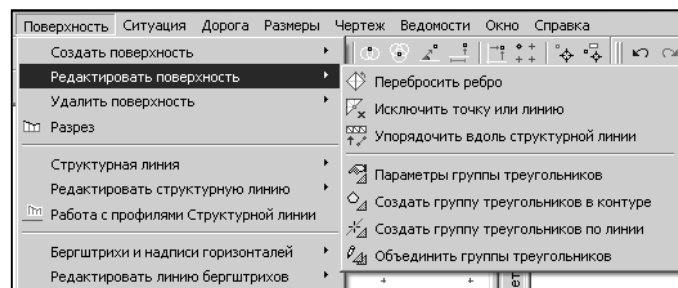 Поверхность Ситуация Дорога Размеры Чертеж Ведомости Окно Справка
Создать поверхность
Редактировать поверхность
Удалить поверхность
Разрез
Структурная линия
Редактировать структурную линию
Работа с профилями Структурной линии
Бергштрихи и надписи горизонталей
Редактировать линию бергштрихов
Перебросить ребро
Исключить точку или линию
Упорядочить вдоль структурной линии
Параметры группы треугольников
Создать группу треугольников в контуре
Создать группу треугольников по линии
Объединить группы треугольников